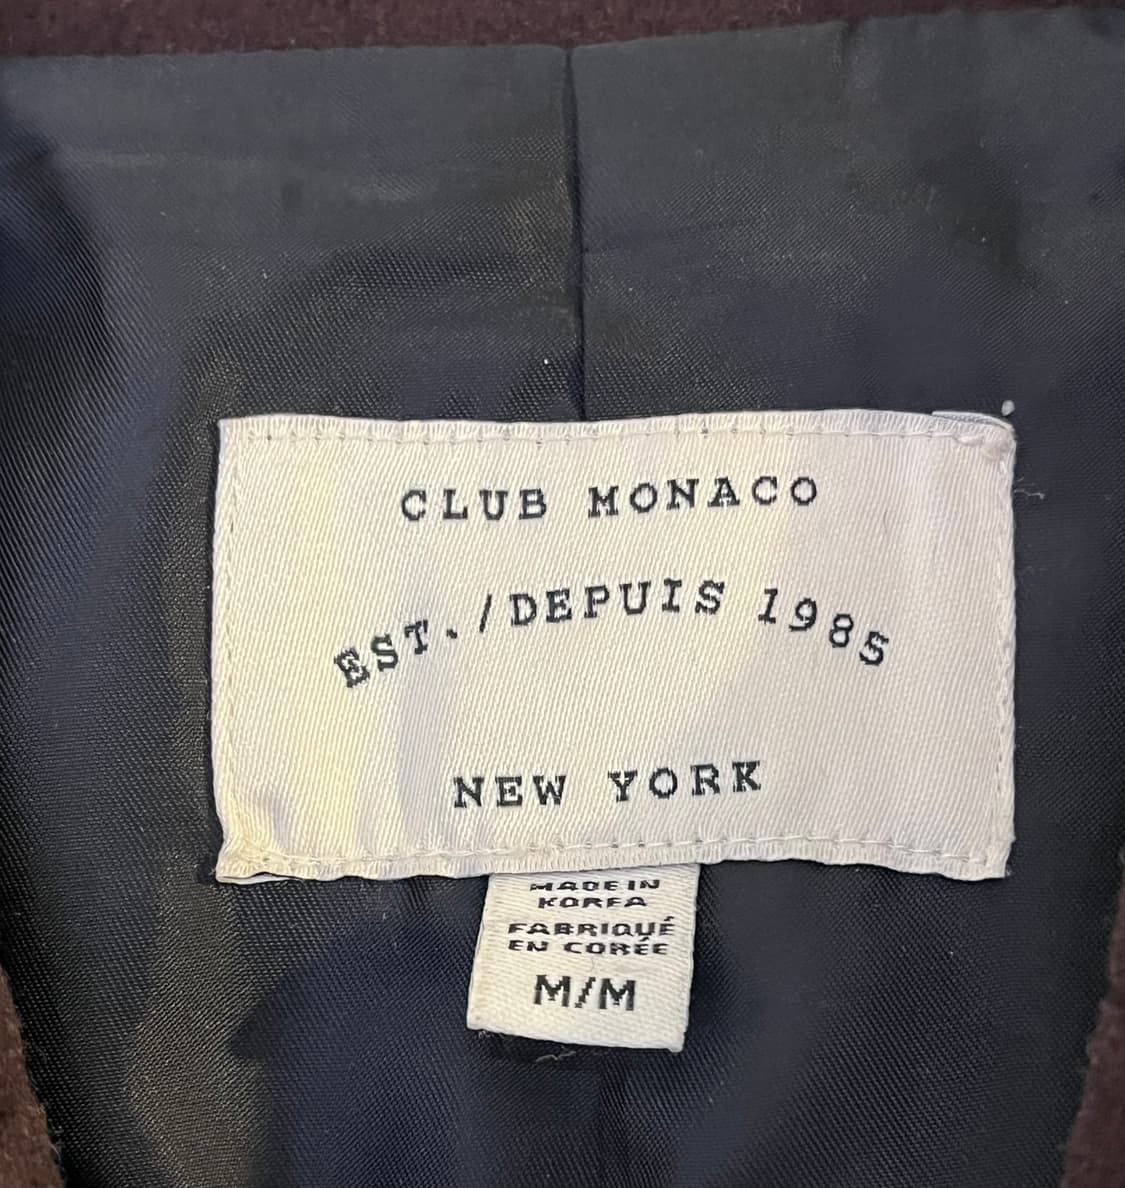 CLUB MONACO
EST./DEPUIS 1985
NEW YORK
MADE IN
KOREA
FABRIQUÉ
EN CORÉE
M/M